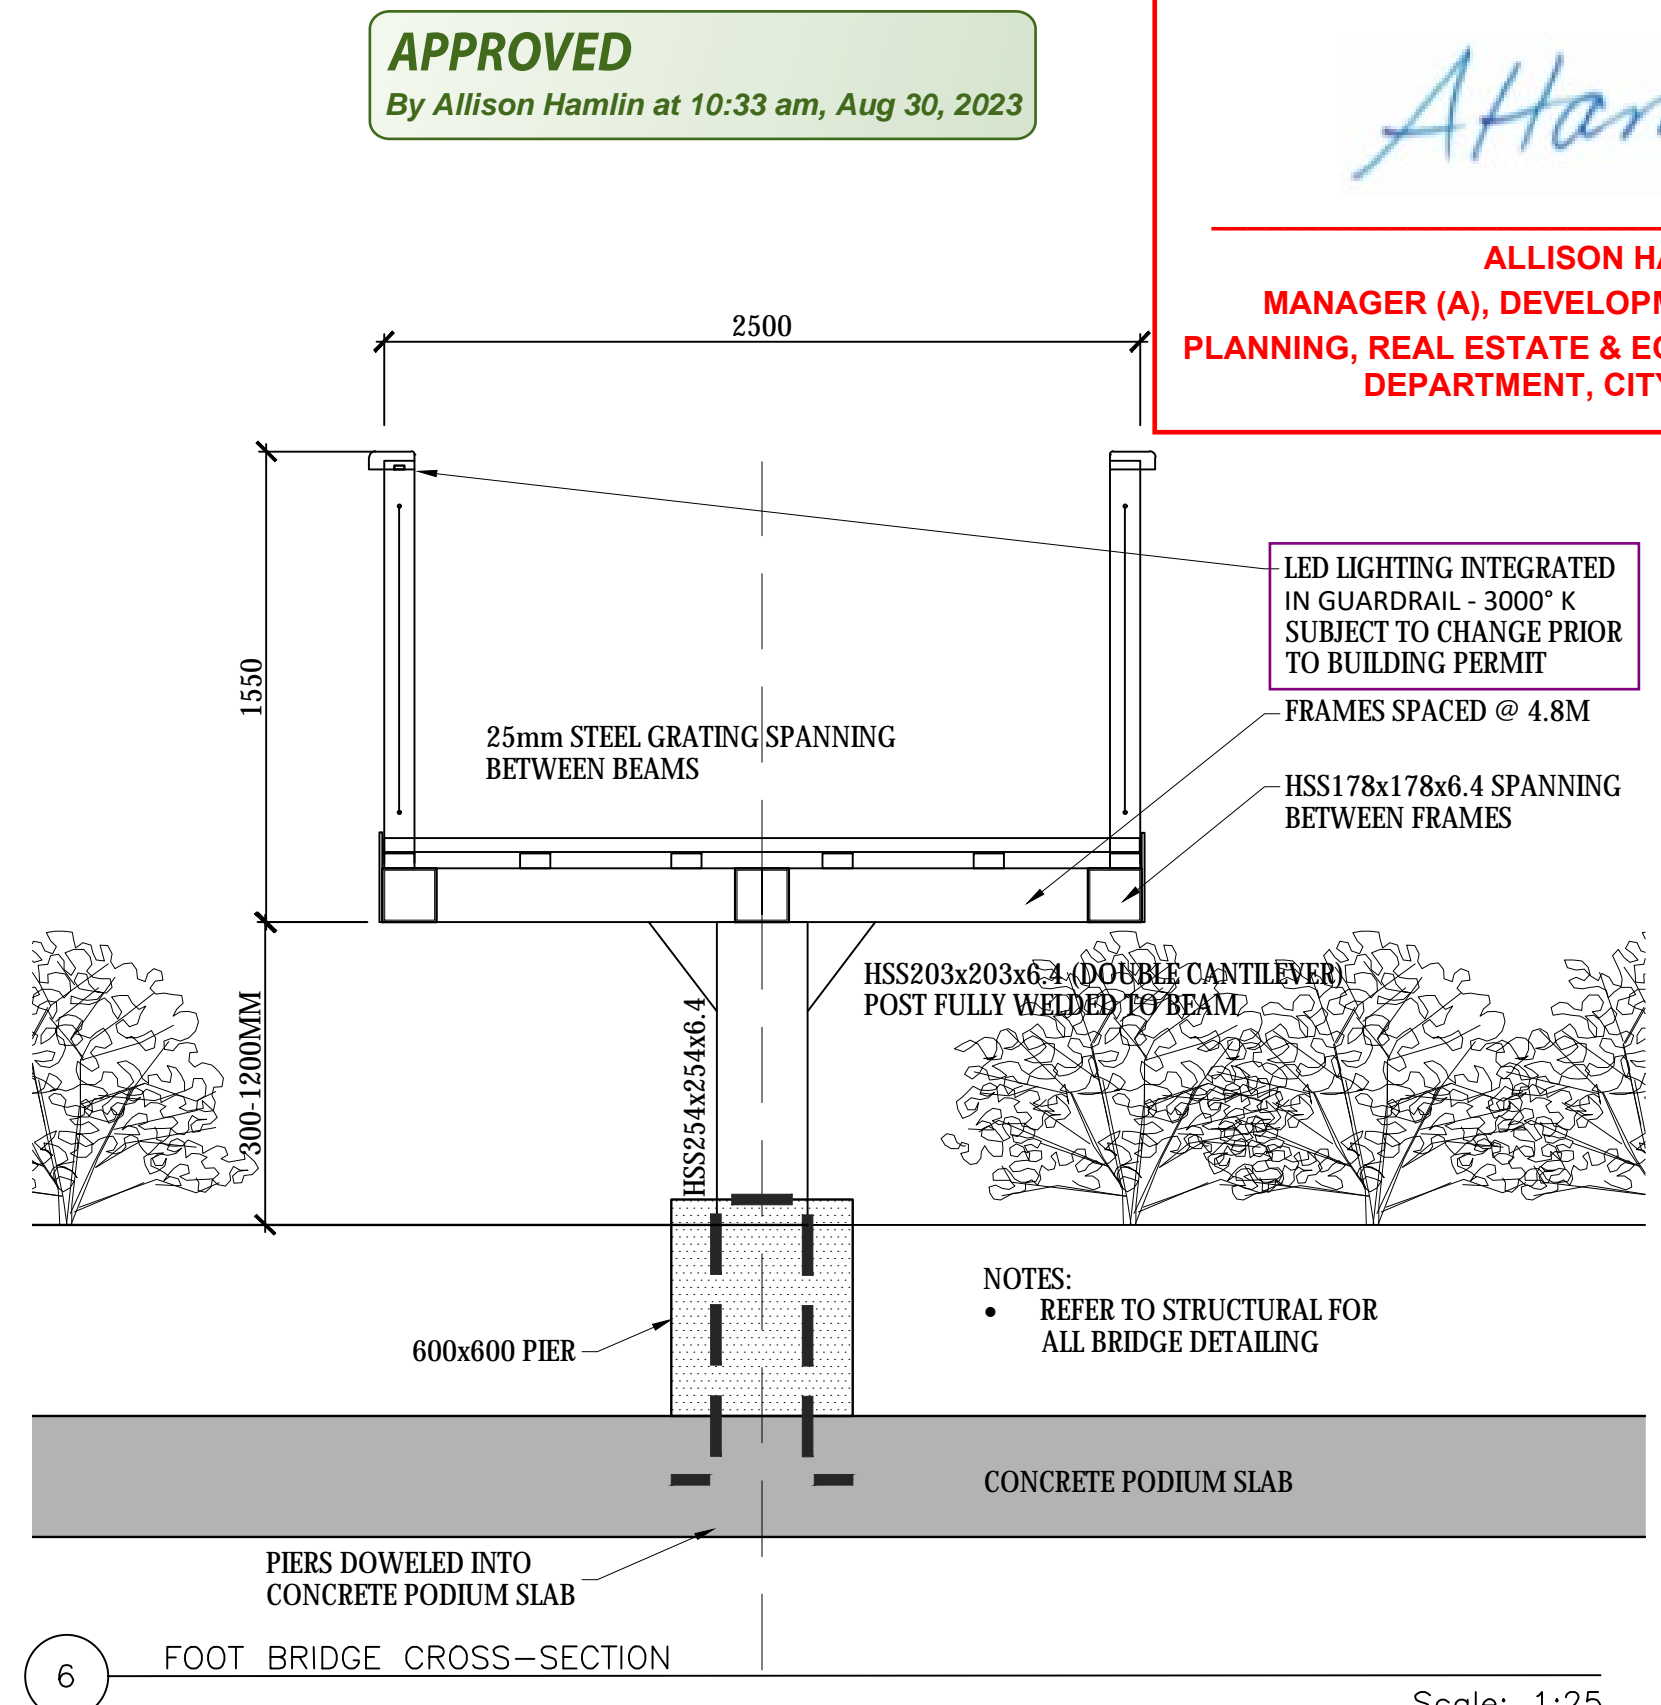 APPROVED
By Allison Hamlin at 10:33 am, Aug 30, 2023
ALLISON
MANAGER (A),
PLANNING, REAL ESTATE &
DEPARTMENT, CITY
2500
1550
LED LIGHTING INTEGRATED
IN GUARDRAIL - 3000° K
SUBJECT TO CHANGE PRIOR
TO BUILDING PERMIT
FRAMES SPACED @ 4.8M
25mm STEEL GRATING SPANNING
BETWEEN BEAMS
HSS178x178x6.4 SPANNING
BETWEEN FRAMES
HSS203x203x6.4 (DOUBLE CANTILEVER)
POST FULLY WELDED TO BEAM
300-1200MM
HSS254x254x6.4
NOTES:
• REFER TO STRUCTURAL FOR
ALL BRIDGE DETAILING
600x600 PIER
CONCRETE PODIUM SLAB
PIERS DOWELED INTO
CONCRETE PODIUM SLAB
6
FOOT BRIDGE CROSS-SECTION
Scale: 1:25